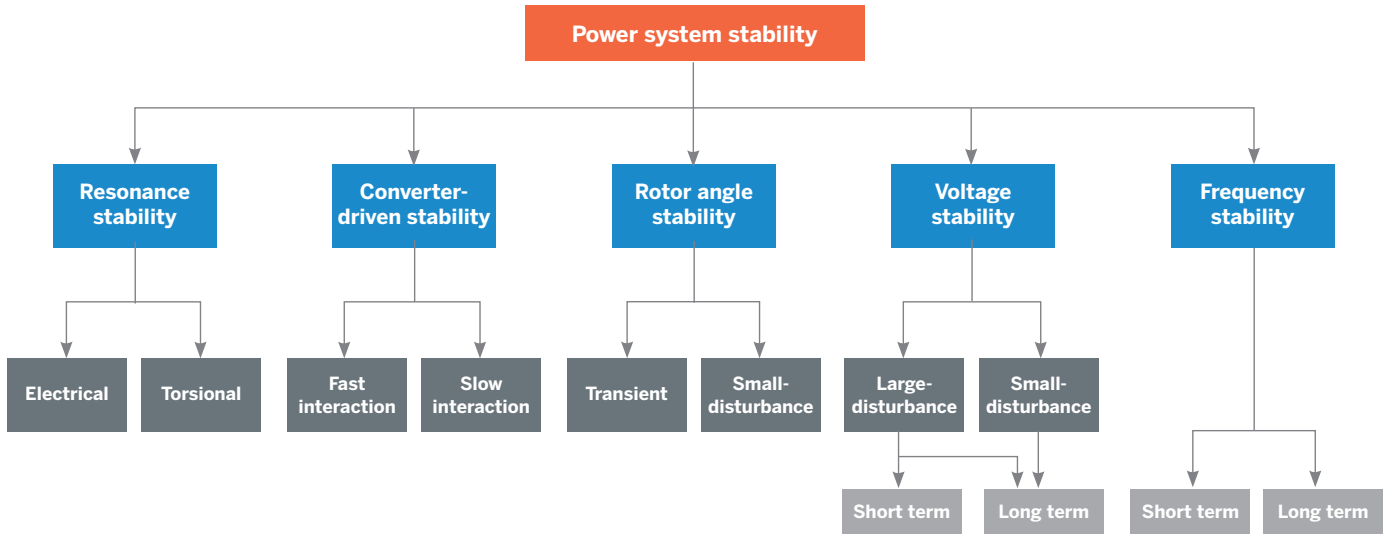 Power system stability
Resonance
stability
Converter-
driven stability
Rotor angle
stability
Voltage
stability
Frequency
stability
Electrical
Torsional
Fast
interaction
Slow
interaction
Transient
Small-
disturbance
Large-
disturbance
Small-
disturbance
Short term
Long term
Short term
Long term